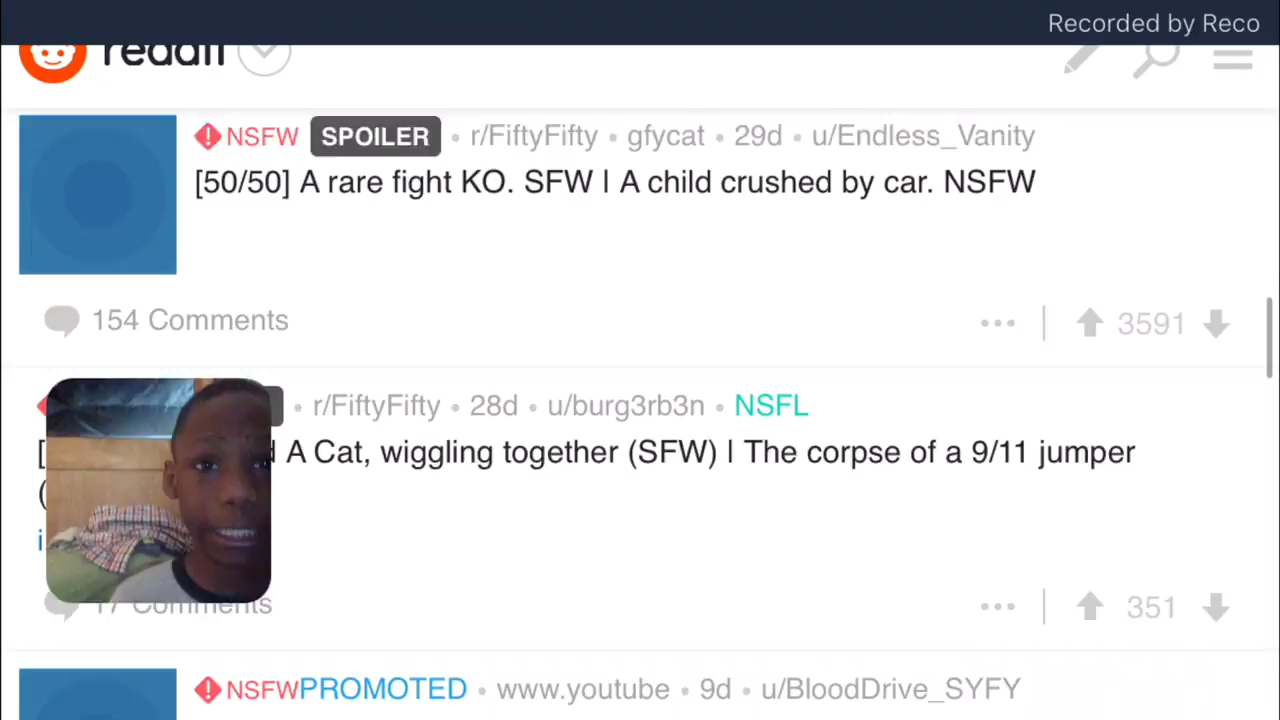 Recorded by Reco
reddit
NSFW SPOILER • r/FiftyFifty • gfycat • 29d • u/Endless_Vanity
[50/50] A rare fight KO. SFW | A child crushed by car. NSFW
154 Comments
••• | 3591
• r/FiftyFifty • 28d • u/burg3rb3n • NSFL
[ d A Cat, wiggling together (SFW) | The corpse of a 9/11 jumper
(
i
17 Comments
••• | 351
NSFWPROMOTED • www.youtube • 9d • u/BloodDrive_SYFY